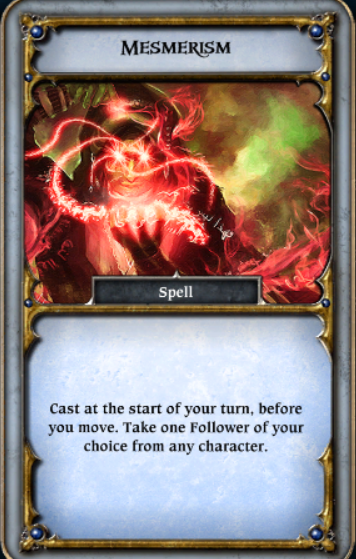 Mesmerism
Spell
Cast at the start of your turn, before
you move. Take one Follower of your
choice from any character.